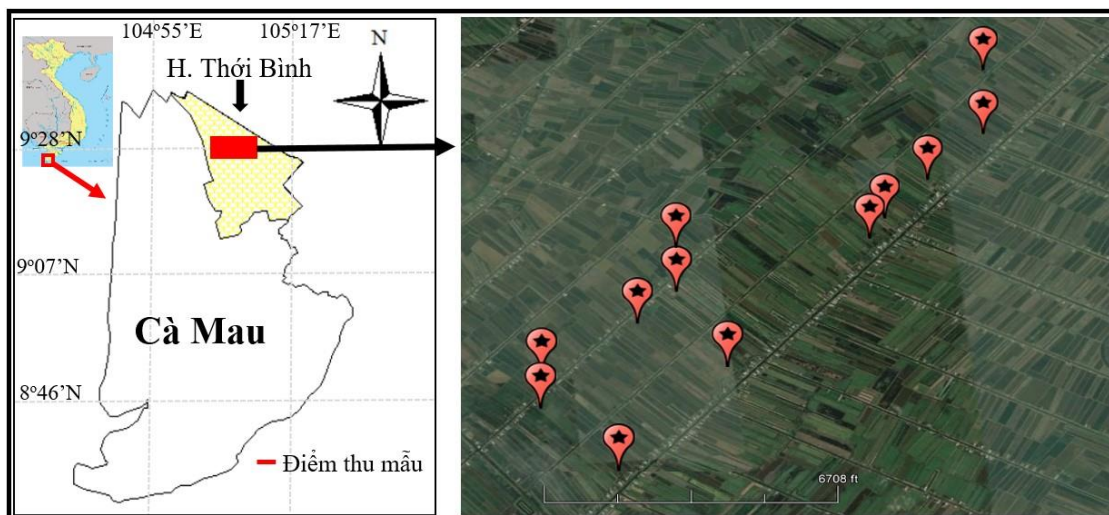 104°55’E
105°17’E
N
H. Thới Bình
9°28’N
9°07’N
Cà Mau
8°46’N
Điểm thu mẫu
6708 ft